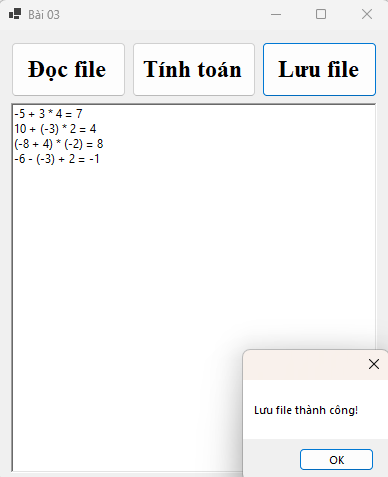 Bài 03
Đọc file
Tính toán
Lưu file
-5 + 3 * 4 = 7
10 + (-3) * 2 = 4
(-8 + 4) * (-2) = 8
-6 - (-3) + 2 = -1
Lưu file thành công!
OK